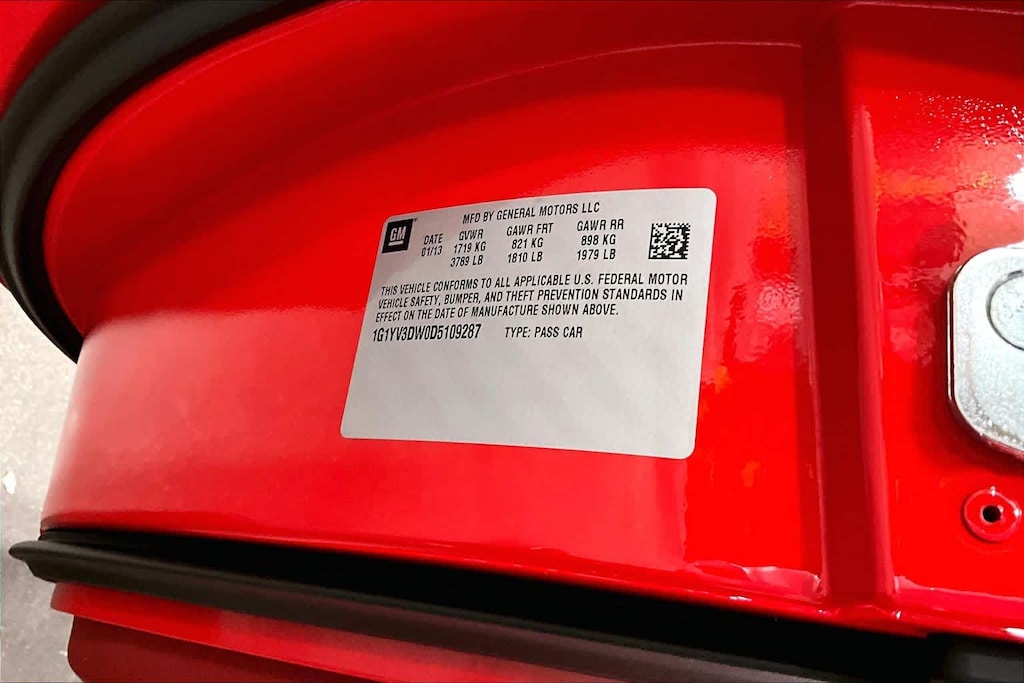 MFD BY GENERAL MOTORS LLC
GM
DATE GVWR GAWR FRT GAWR RR
01/13 1719 KG 821 KG 898 KG
3789 LB 1810 LB 1979 LB
THIS VEHICLE CONFORMS TO ALL APPLICABLE U.S. FEDERAL MOTOR
VEHICLE SAFETY, BUMPER, AND THEFT PREVENTION STANDARDS IN
EFFECT ON THE DATE OF MANUFACTURE SHOWN ABOVE.
1G1YV3DW0D5109287 TYPE: PASS CAR